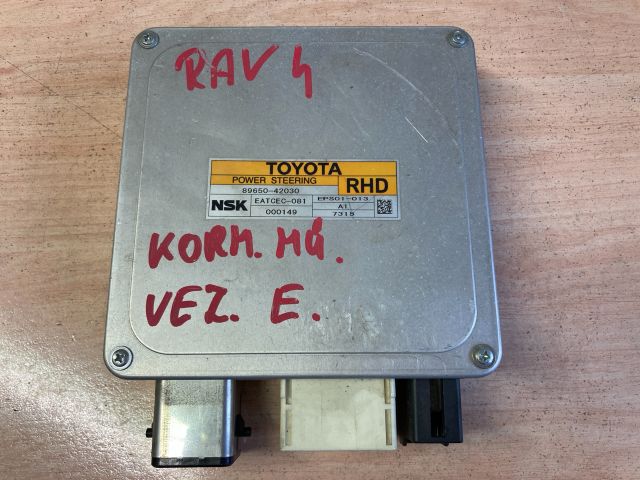 RAV 4
TOYOTA
POWER STEERING
RHD
89650-42030
NSK
EATCEC-081
EPS01-013
000149
A1
7315
KORM. MŰ.
VEZ. E.